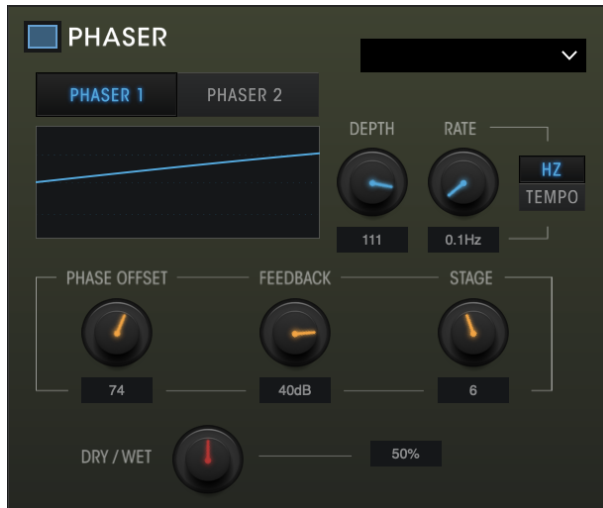 PHASER
PHASER 1 PHASER 2
DEPTH RATE
HZ
TEMPO
111 0.1Hz
PHASE OFFSET FEEDBACK STAGE
74 40dB 6
DRY / WET 50%